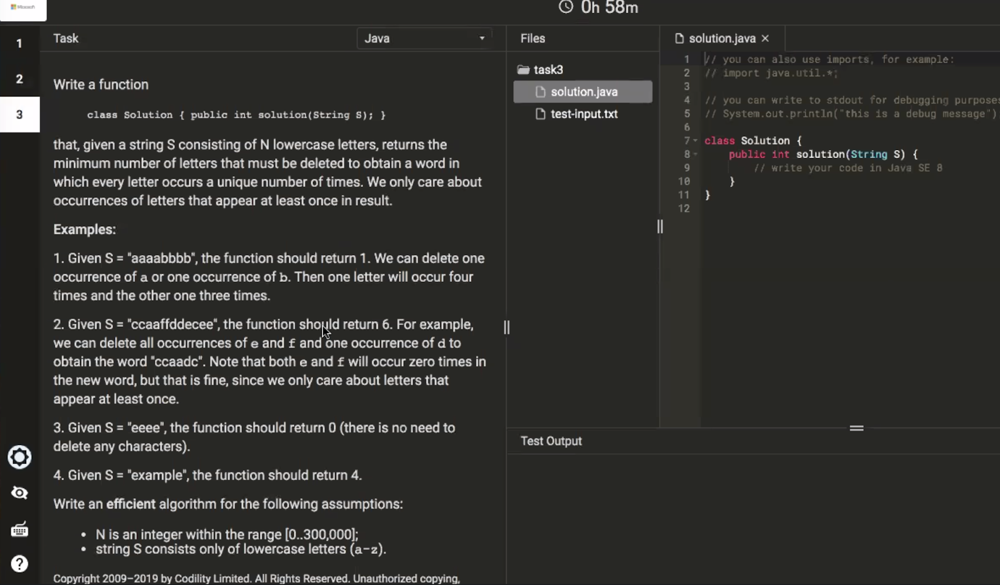 Microsoft
0h 58m
1
2
3
Task
Java
Write a function
class Solution { public int solution(String S); }
that, given a string S consisting of N lowercase letters, returns the
minimum number of letters that must be deleted to obtain a word in
which every letter occurs a unique number of times. We only care about
occurrences of letters that appear at least once in result.
Examples:
1. Given S = "aaaabbbb", the function should return 1. We can delete one
occurrence of a or one occurrence of b. Then one letter will occur four
times and the other one three times.
2. Given S = "ccaaffddecee", the function should return 6. For example,
we can delete all occurrences of e and f and one occurrence of d to
obtain the word "ccaadc". Note that both e and f will occur zero times in
the new word, but that is fine, since we only care about letters that
appear at least once.
3. Given S = "eeee", the function should return 0 (there is no need to
delete any characters).
4. Given S = "example", the function should return 4.
Write an efficient algorithm for the following assumptions:
• N is an integer within the range [0..300,000];
• string S consists only of lowercase letters (a-z).
Copyright 2009–2019 by Codility Limited. All Rights Reserved. Unauthorized copying,
Files
task3
solution.java
test-input.txt
solution.java ×
1 // you can also use imports, for example:
2 // import java.util.*;
3
4 // you can write to stdout for debugging purposes
5 // System.out.println("this is a debug message")
6
7 class Solution {
8 public int solution(String S) {
9 // write your code in Java SE 8
10 }
11 }
12
Test Output
?